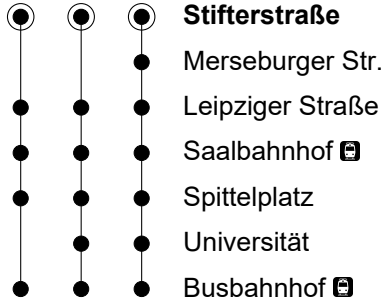 Stifterstraße
Merseburger Str.
Leipziger Straße
Saalbahnhof
Spittelplatz
Universität
Busbahnhof